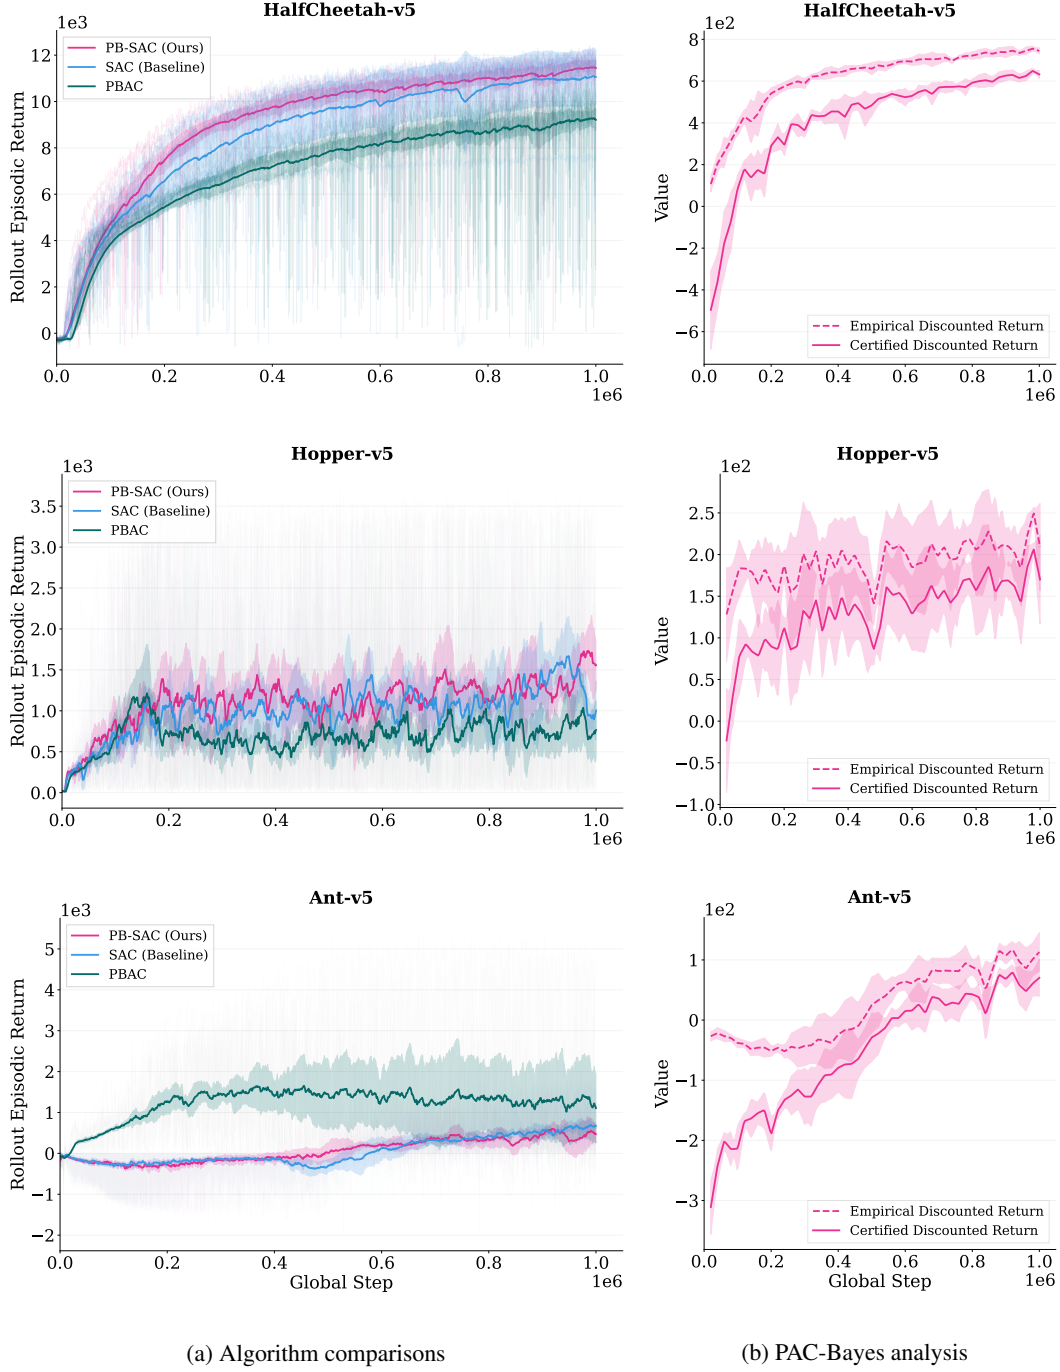 HalfCheetah-v5
1e3
PB-SAC (Ours)
SAC (Baseline)
PBAC
Rollout Episodic Return
12
10
8
6
4
2
0
0.0 0.2 0.4 0.6 0.8 1.0
1e6
HalfCheetah-v5
1e2
Value
8
6
4
2
0
−2
−4
−6
Empirical Discounted Return
Certified Discounted Return
0.0 0.2 0.4 0.6 0.8 1.0
1e6
Hopper-v5
1e3
PB-SAC (Ours)
SAC (Baseline)
PBAC
Rollout Episodic Return
3.5
3.0
2.5
2.0
1.5
1.0
0.5
0.0
0.0 0.2 0.4 0.6 0.8 1.0
1e6
Hopper-v5
1e2
Value
2.5
2.0
1.5
1.0
0.5
0.0
−0.5
−1.0
Empirical Discounted Return
Certified Discounted Return
0.0 0.2 0.4 0.6 0.8 1.0
1e6
Ant-v5
1e3
PB-SAC (Ours)
SAC (Baseline)
PBAC
Rollout Episodic Return
5
4
3
2
1
0
−1
−2
0.0 0.2 0.4 0.6 0.8 1.0
Global Step
1e6
Ant-v5
1e2
Value
1
0
−1
−2
−3
Empirical Discounted Return
Certified Discounted Return
0.0 0.2 0.4 0.6 0.8 1.0
Global Step
1e6
(a) Algorithm comparisons
(b) PAC-Bayes analysis